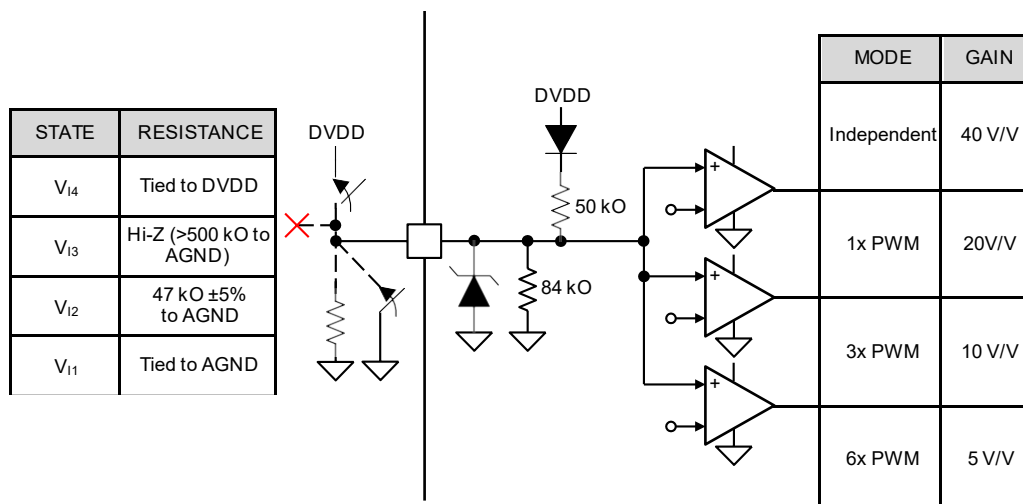 STATE RESISTANCE
VI4 Tied to DVDD
VI3 Hi-Z (>500 kO to
AGND)
VI2 47 kO ±5%
to AGND
VI1 Tied to AGND
DVDD
DVDD
50 kO
84 kO
+
+
+
MODE GAIN
Independent 40 V/V
1x PWM 20V/V
3x PWM 10 V/V
6x PWM 5 V/V